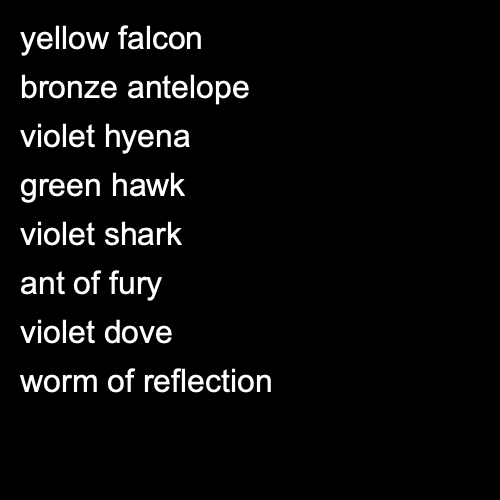 yellow falcon
bronze antelope
violet hyena
green hawk
violet shark
ant of fury
violet dove
worm of reflection